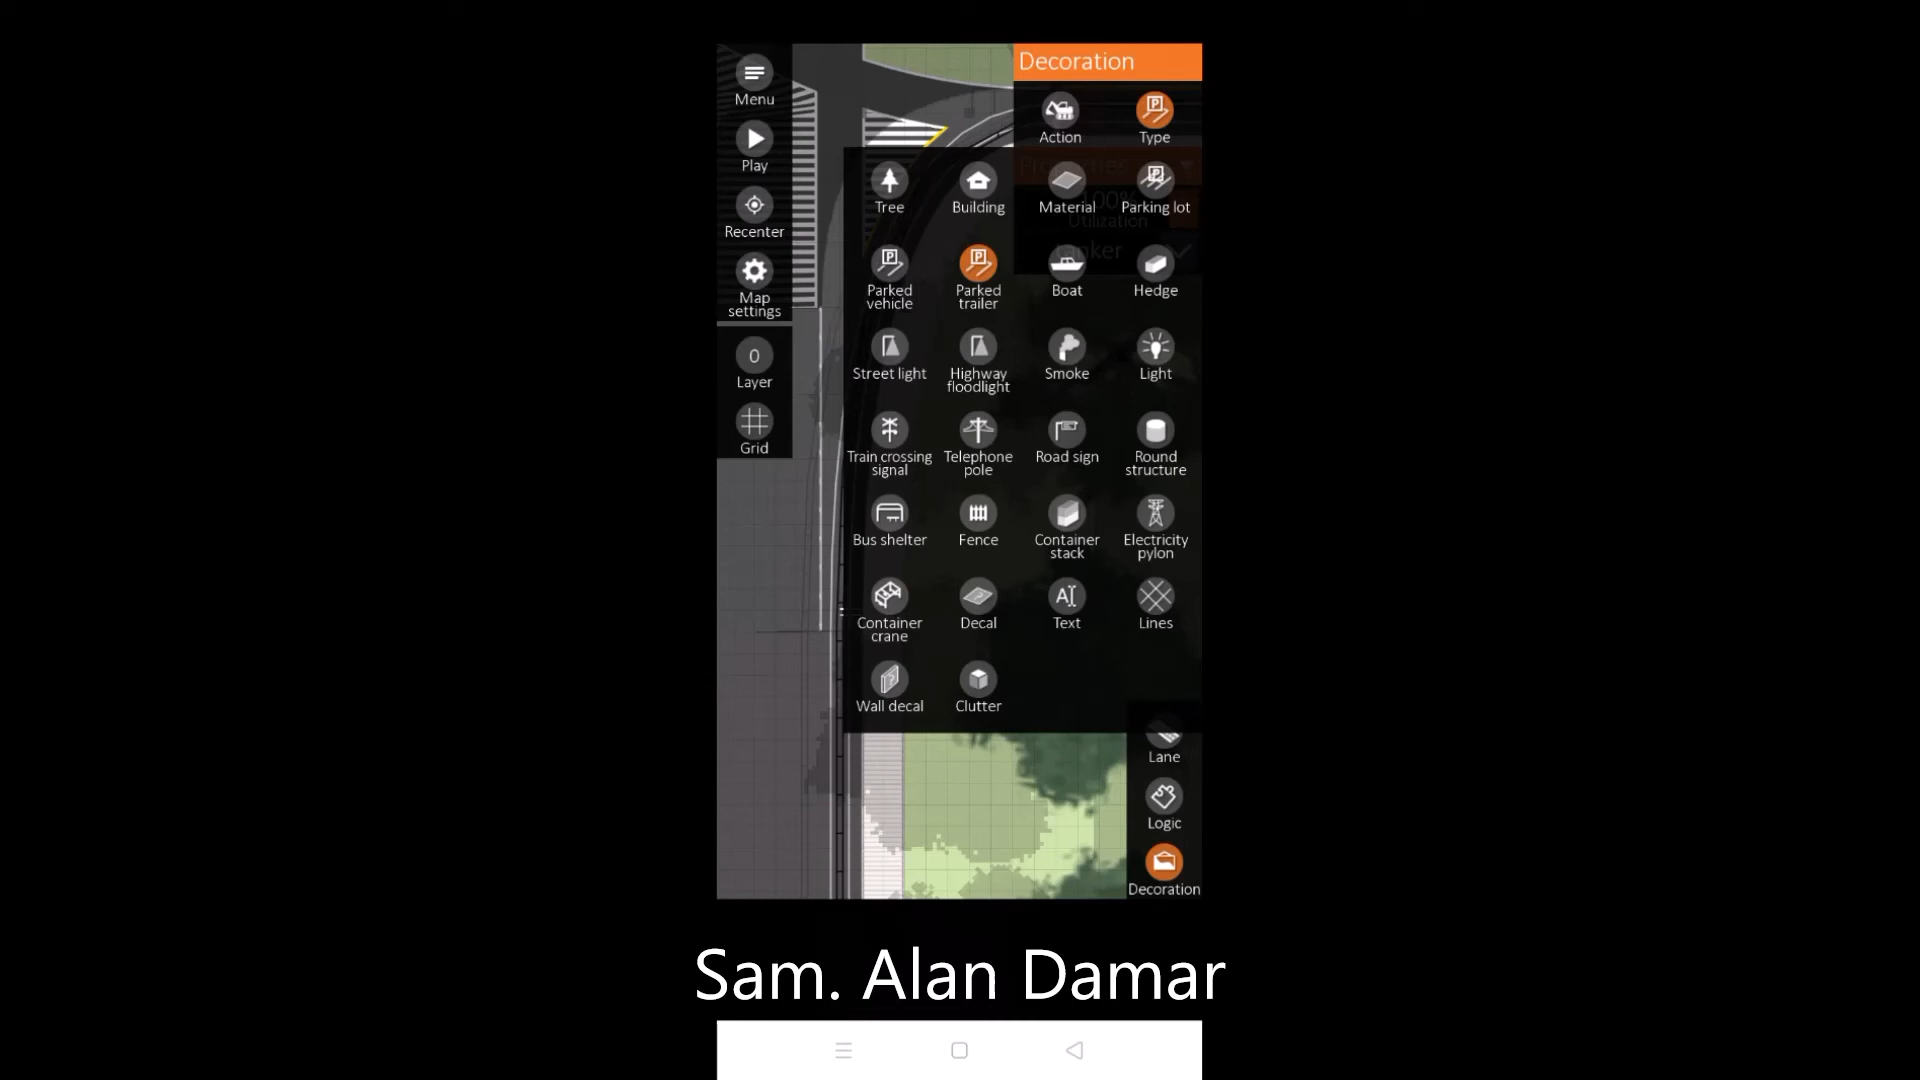 Menu
Play
Recenter
Map
settings
0
Layer
Grid
Decoration
Action
Type
Properties
100%
Utilization
Tree
Building
Material
Parking lot
Parked
vehicle
Parked
trailer
Boat
Hedge
Street light
Highway
floodlight
Smoke
Light
Train crossing
signal
Telephone
pole
Road sign
Round
structure
Bus shelter
Fence
Container
stack
Electricity
pylon
Container
crane
Decal
Text
Lines
Wall decal
Clutter
Lane
Logic
Decoration
Sam. Alan Damar